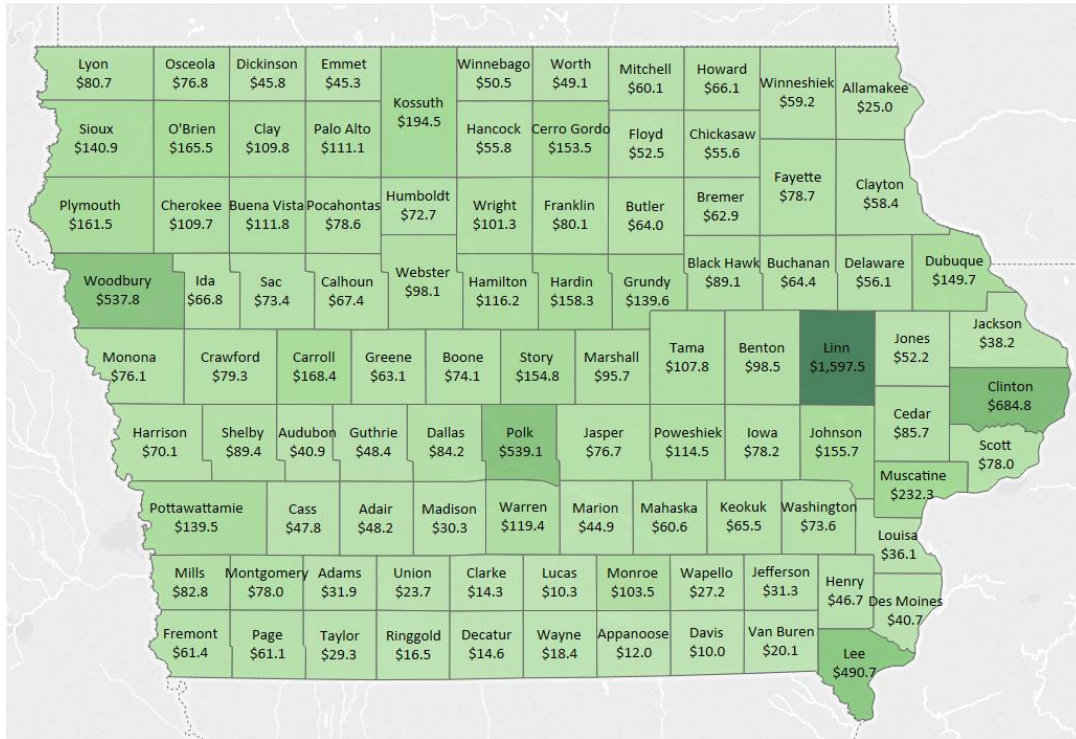 Lyon
$80.7
Osceola
$76.8
Dickinson
$45.8
Emmet
$45.3
Kossuth
$194.5
Winnebago
$50.5
Worth
$49.1
Mitchell
$60.1
Howard
$66.1
Winneshiek
$59.2
Allamakee
$25.0
Sioux
$140.9
O'Brien
$165.5
Clay
$109.8
Palo Alto
$111.1
Hancock
$55.8
Cerro Gordo
$153.5
Floyd
$52.5
Chickasaw
$55.6
Fayette
$78.7
Clayton
$58.4
Plymouth
$161.5
Cherokee
$109.7
Buena Vista
$111.8
Pocahontas
$78.6
Humboldt
$72.7
Wright
$101.3
Franklin
$80.1
Butler
$64.0
Bremer
$62.9
Woodbury
$537.8
Ida
$66.8
Sac
$73.4
Calhoun
$67.4
Webster
$98.1
Hamilton
$116.2
Hardin
$158.3
Grundy
$139.6
Black Hawk
$89.1
Buchanan
$64.4
Delaware
$56.1
Dubuque
$149.7
Monona
$76.1
Crawford
$79.3
Carroll
$168.4
Greene
$63.1
Boone
$74.1
Story
$154.8
Marshall
$95.7
Tama
$107.8
Benton
$98.5
Linn
$1,597.5
Jones
$52.2
Jackson
$38.2
Clinton
$684.8
Harrison
$70.1
Shelby
$89.4
Audubon
$40.9
Guthrie
$48.4
Dallas
$84.2
Polk
$539.1
Jasper
$76.7
Poweshiek
$114.5
Iowa
$78.2
Johnson
$155.7
Cedar
$85.7
Scott
$78.0
Muscatine
$232.3
Pottawattamie
$139.5
Cass
$47.8
Adair
$48.2
Madison
$30.3
Warren
$119.4
Marion
$44.9
Mahaska
$60.6
Keokuk
$65.5
Washington
$73.6
Louisa
$36.1
Mills
$82.8
Montgomery
$78.0
Adams
$31.9
Union
$23.7
Clarke
$14.3
Lucas
$10.3
Monroe
$103.5
Wapello
$27.2
Jefferson
$31.3
Henry
$46.7
Des Moines
$40.7
Fremont
$61.4
Page
$61.1
Taylor
$29.3
Ringgold
$16.5
Decatur
$14.6
Wayne
$18.4
Appanoose
$12.0
Davis
$10.0
Van Buren
$20.1
Lee
$490.7